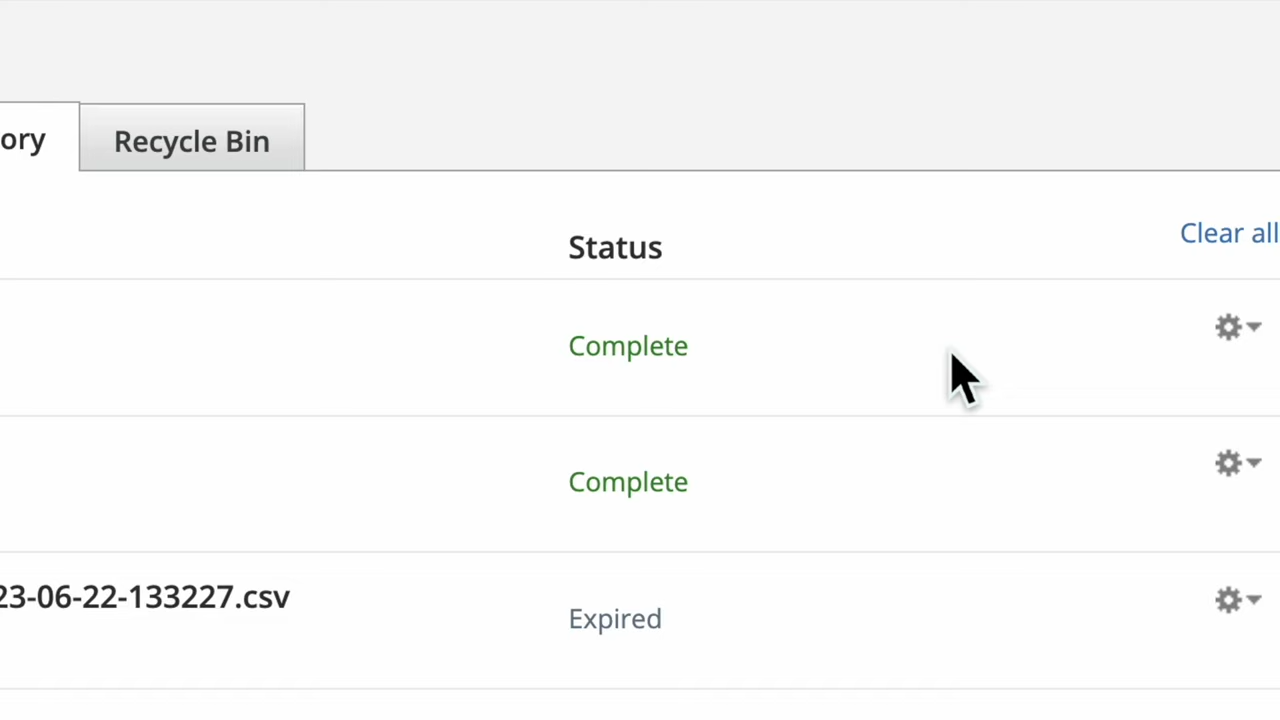 ory
Recycle Bin
Status
Clear all
Complete
Complete
23-06-22-133227.csv
Expired